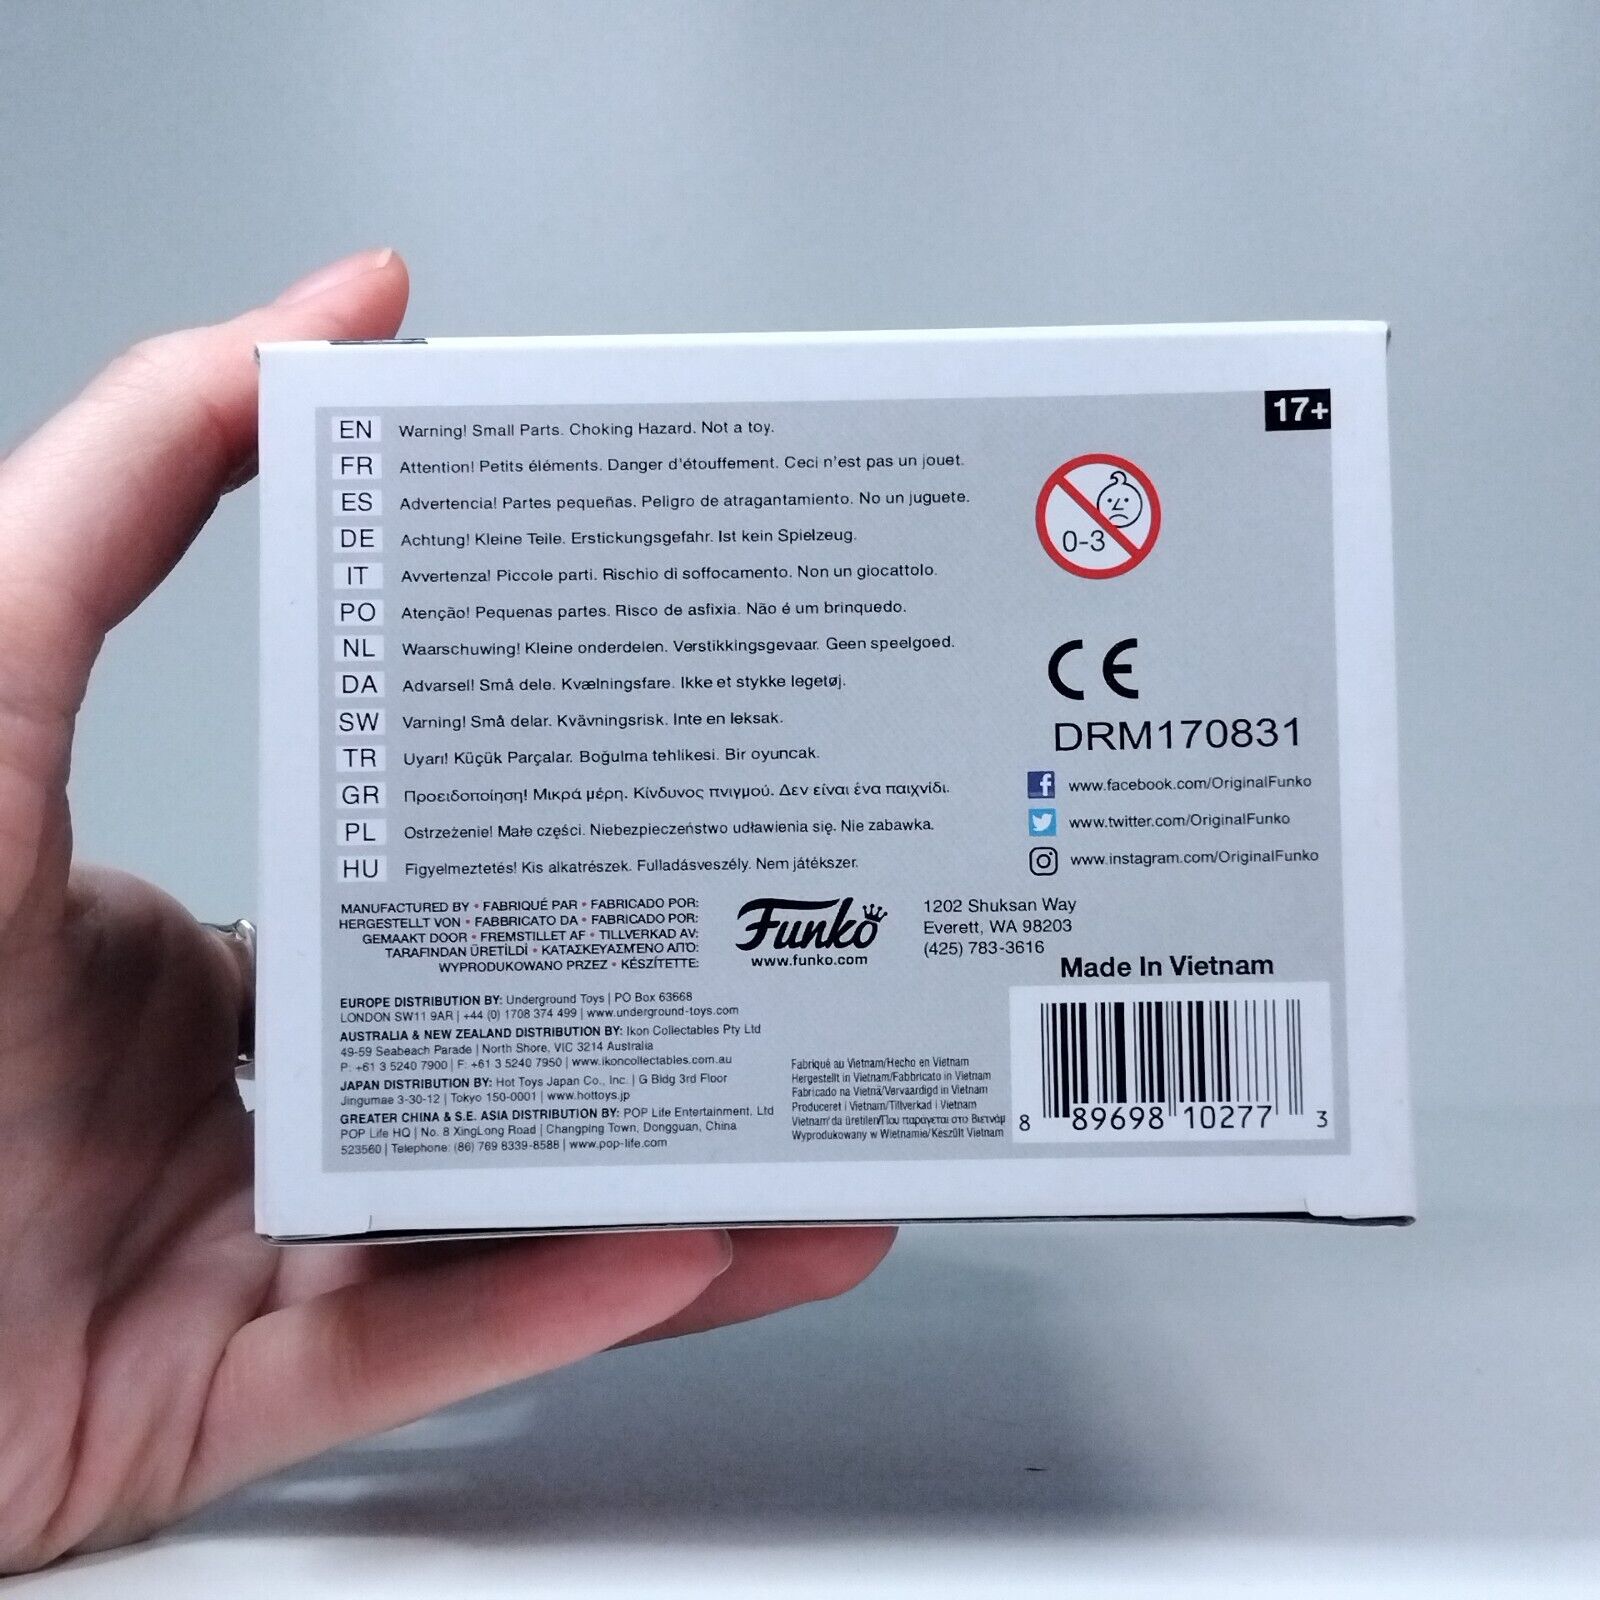 17+
EN Warning! Small Parts. Choking Hazard. Not a toy.
FR Attention! Petits éléments. Danger d'étouffement. Ceci n'est pas un jouet.
ES Advertencia! Partes pequeñas. Peligro de atragantamiento. No un juguete.
DE Achtung! Kleine Teile. Erstickungsgefahr. Ist kein Spielzeug.
IT Avvertenza! Piccole parti. Rischio di soffocamento. Non un giocattolo.
PO Atenção! Pequenas partes. Risco de asfixia. Não é um brinquedo.
NL Waarschuwing! Kleine onderdelen. Verstikkingsgevaar. Geen speelgoed.
DA Advarsel! Små dele. Kvælningsfare. Ikke et stykke legetøj.
SW Varning! Små delar. Kvävningsrisk. Inte en leksak.
TR Uyarı! Küçük Parçalar. Boğulma tehlikesi. Bir oyuncak.
GR Προειδοποίηση! Μικρά μέρη. Κίνδυνος πνιγμού. Δεν είναι ένα παιχνίδι.
PL Ostrzeżenie! Małe części. Niebezpieczeństwo udławienia się. Nie zabawka.
HU Figyelmeztetés! Kis alkatrészek. Fulladásveszély. Nem játékszer.
0-3
CE
DRM170831
www.facebook.com/OriginalFunko
www.twitter.com/OriginalFunko
www.instagram.com/OriginalFunko
MANUFACTURED BY • FABRIQUÉ PAR • FABRICADO POR:
HERGESTELLT VON • FABBRICATO DA • FABRICADO POR:
GEMAAKT DOOR • FREMSTILLET AF • TILLVERKAD AV:
TARAFINDAN ÜRETİLDİ • ΚΑΤΑΣΚΕΥΑΣΜΈΝΟ ΑΠΌ:
WYPRODUKOWANO PRZEZ • KÉSZÍTETTE:
Funko
www.funko.com
1202 Shuksan Way
Everett, WA 98203
(425) 783-3616
Made In Vietnam
EUROPE DISTRIBUTION BY: Underground Toys | PO Box 63668
LONDON SW11 9AR | +44 (0) 1708 374 499 | www.underground-toys.com
AUSTRALIA & NEW ZEALAND DISTRIBUTION BY: Ikon Collectables Pty Ltd
49-59 Seabeach Parade | North Shore, VIC 3214 Australia
P: +61 3 5240 7900 | F: +61 3 5240 7950 | www.ikoncollectables.com.au
JAPAN DISTRIBUTION BY: Hot Toys Japan Co., Inc. | G Bldg 3rd Floor
Jingumae 3-30-12 | Tokyo 150-0001 | www.hottoys.jp
GREATER CHINA & S.E. ASIA DISTRIBUTION BY: POP Life Entertainment, Ltd
POP Life HQ | No. 8 XingLong Road | Changping Town, Dongguan, China
523560 | Telephone: (86) 769 8339-8588 | www.pop-life.com
Fabriqué au Vietnam/Hecho en Vietnam
Hergestellt in Vietnam/Fabbricato in Vietnam
Fabricado na Vietnã/Vervaardigd in Vietnam
Produceret i Vietnam/Tillverkad i Vietnam
Vietnam'da üretilen/Που παράγεται στο Βιετνάμ
Wyprodukowany w Wietnamie/Készült Vietnam
8 89698 10277 3